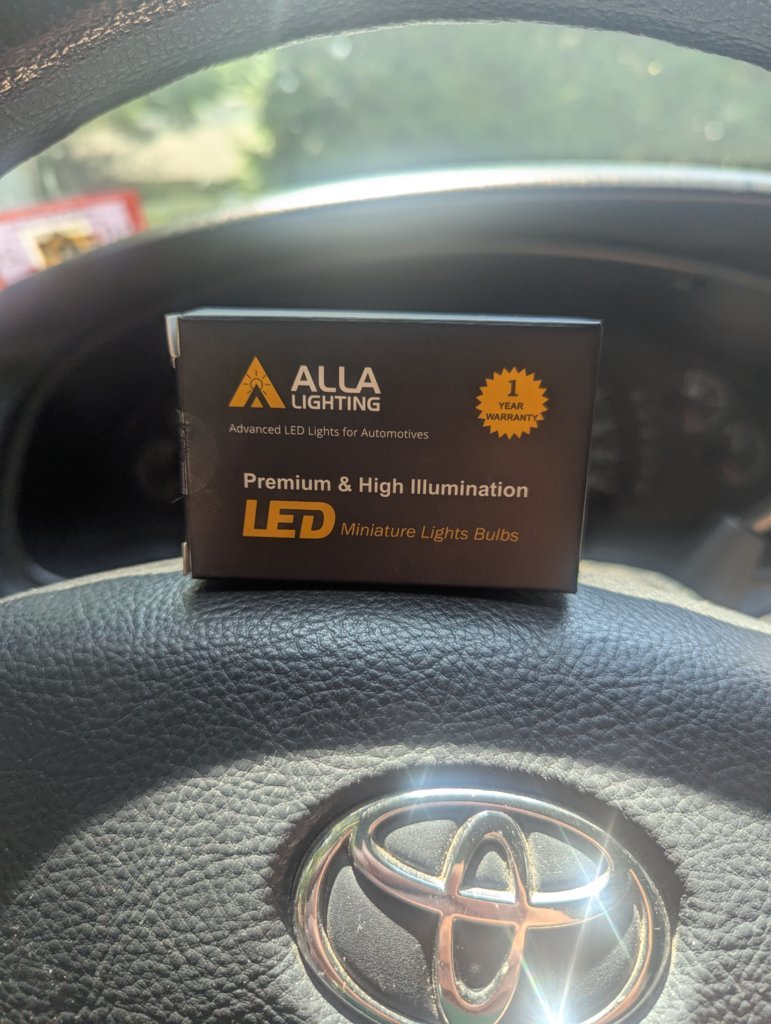 ALLA
LIGHTING
Advanced LED Lights for Automotives
1
YEAR
WARRANTY
Premium & High Illumination
LED Miniature Lights Bulbs